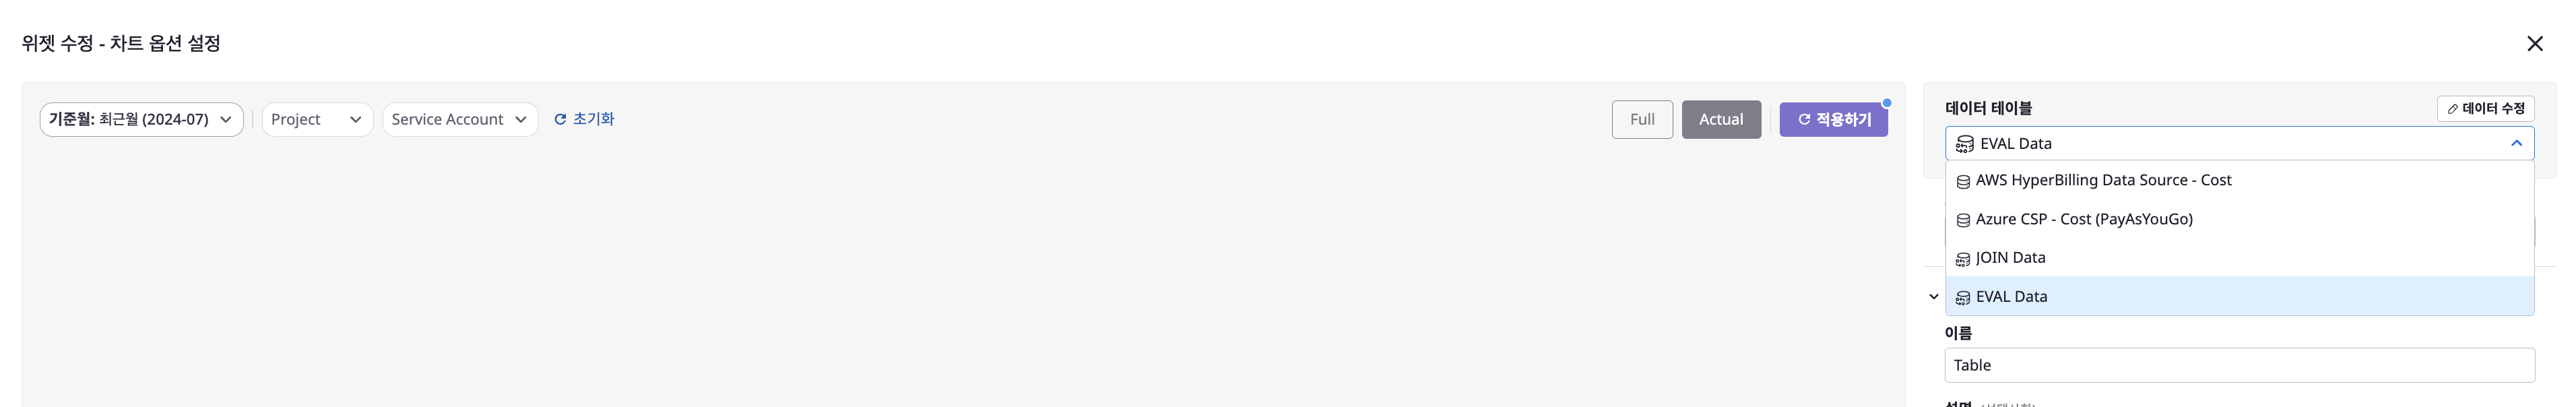 위젯 수정 - 차트 옵션 설정
기준월: 최근월 (2024-07)
Project
Service Account
초기화
Full
Actual
적용하기
데이터 테이블
데이터 수정
EVAL Data
AWS HyperBilling Data Source - Cost
Azure CSP - Cost (PayAsYouGo)
JOIN Data
EVAL Data
이름
Table